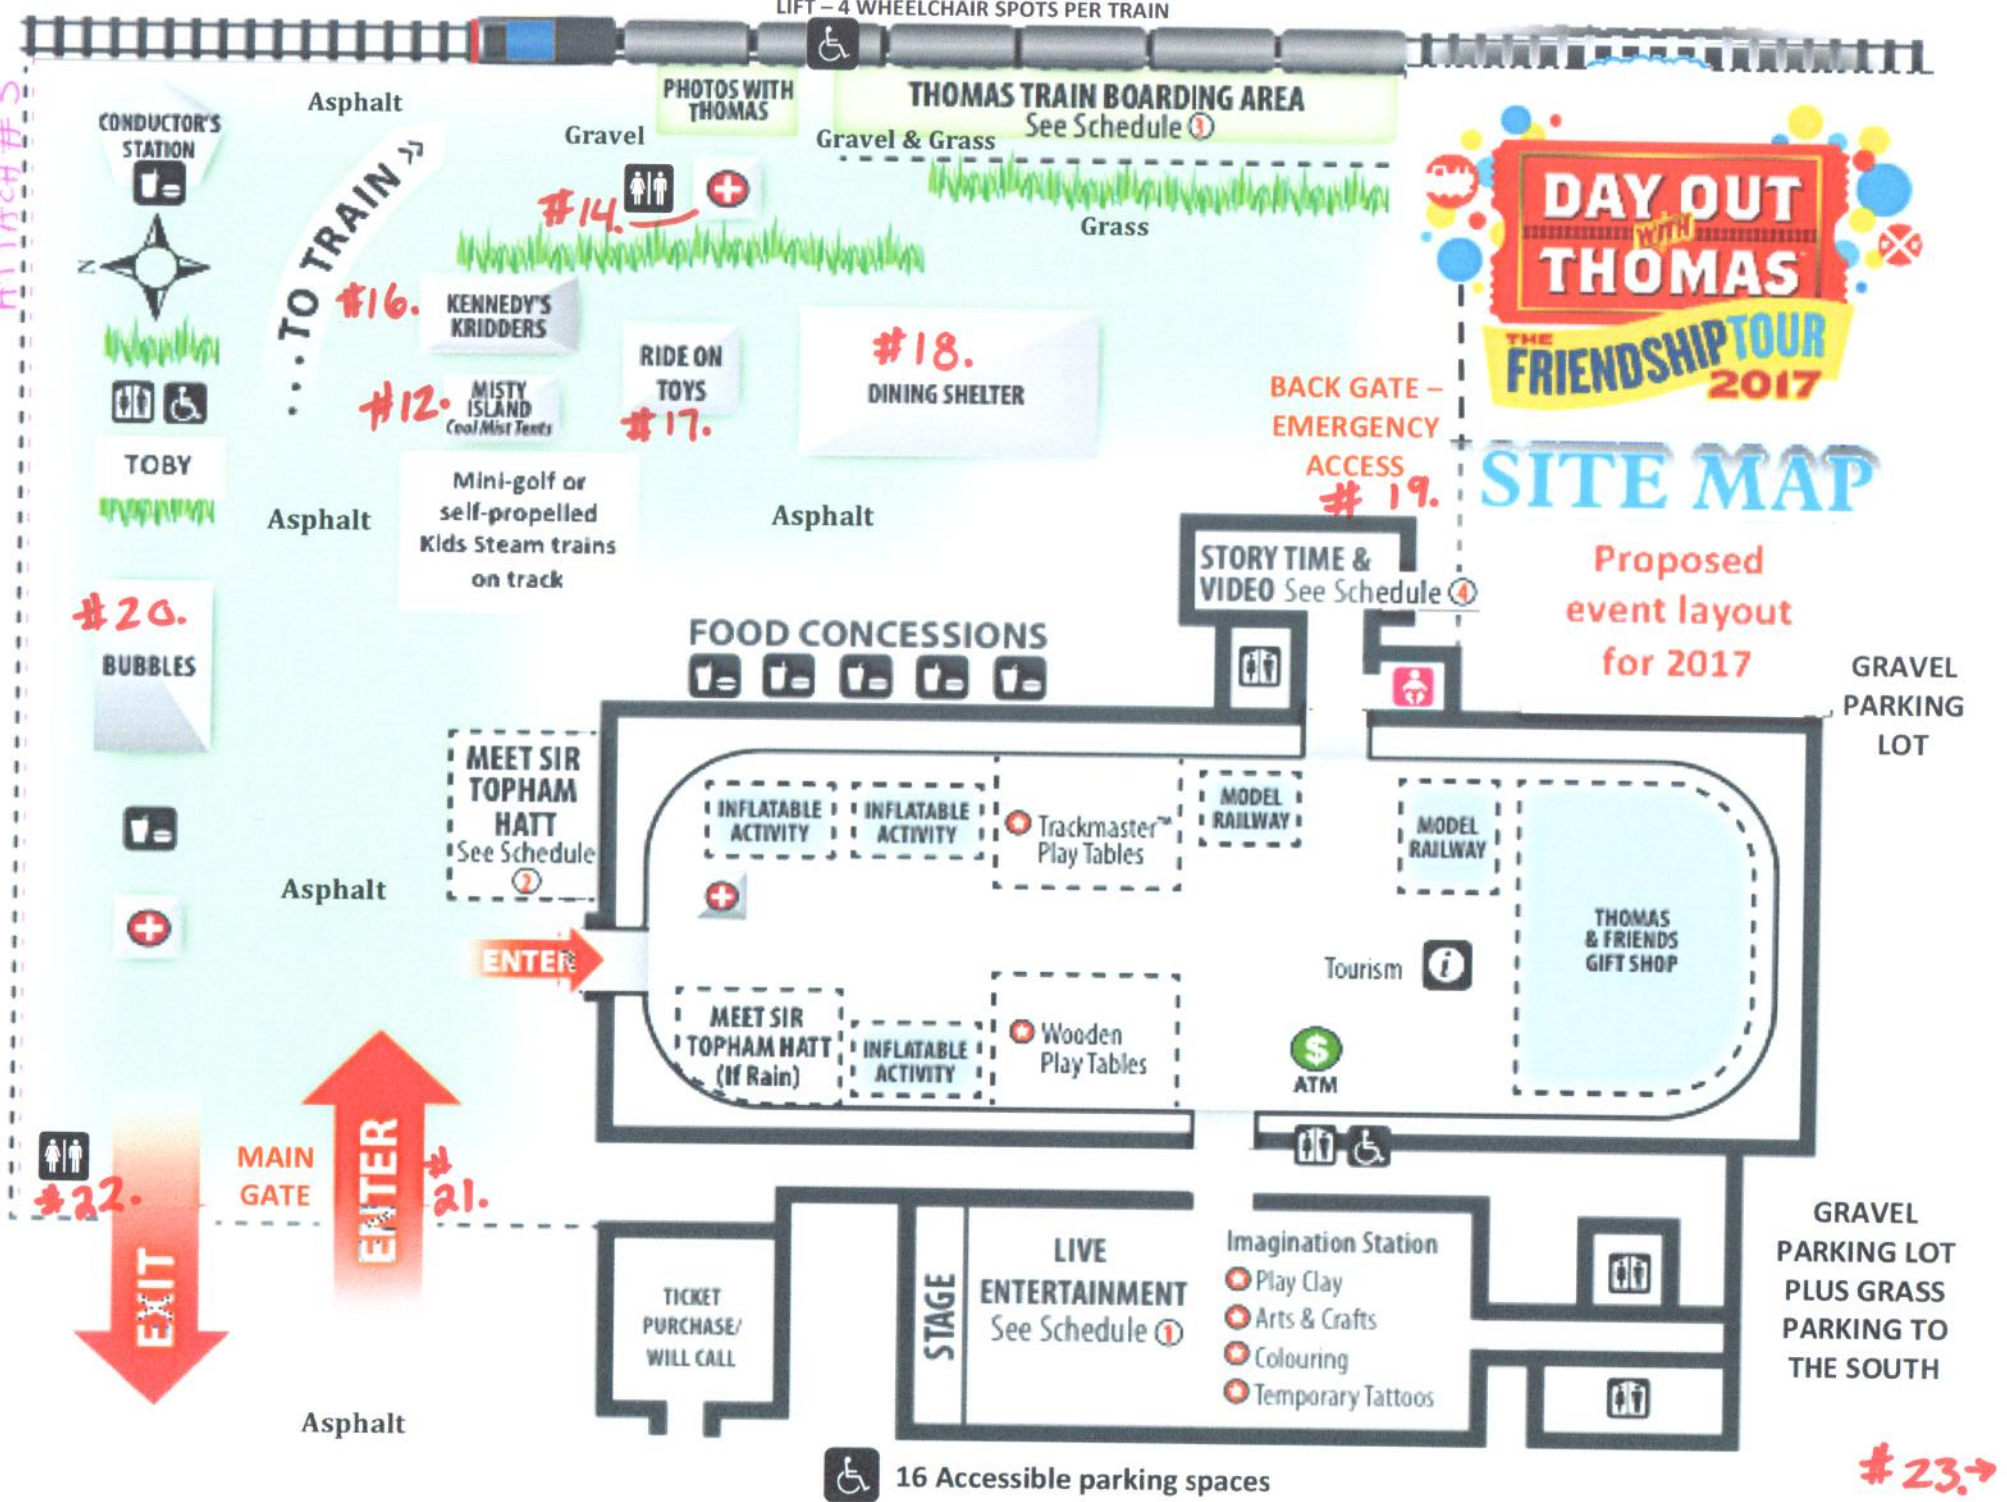 LIFT – 4 WHEELCHAIR SPOTS PER TRAIN
CONDUCTOR'S
STATION
Asphalt
Gravel
PHOTOS WITH
THOMAS
THOMAS TRAIN BOARDING AREA
See Schedule 3
Gravel & Grass
Grass
N
... TO TRAIN >>
#14.
#16.
KENNEDY'S
KRIDDERS
#12.
MISTY
ISLAND
Cool Mist Tents
RIDE ON
TOYS
#17.
#18.
DINING SHELTER
DAY OUT
WITH
THOMAS
THE
FRIENDSHIP TOUR
2017
BACK GATE –
EMERGENCY
ACCESS
# 19.
SITE MAP
Proposed
event layout
for 2017
TOBY
Asphalt
Mini-golf or
self-propelled
Kids Steam trains
on track
Asphalt
STORY TIME &
VIDEO See Schedule 4
#20.
BUBBLES
FOOD CONCESSIONS
GRAVEL
PARKING
LOT
MEET SIR
TOPHAM
HATT
See Schedule
2
INFLATABLE
ACTIVITY
INFLATABLE
ACTIVITY
Trackmaster™
Play Tables
MODEL
RAILWAY
MODEL
RAILWAY
Asphalt
THOMAS
& FRIENDS
GIFT SHOP
ENTER
Tourism
i
MEET SIR
TOPHAM HATT
(If Rain)
INFLATABLE
ACTIVITY
Wooden
Play Tables
$
ATM
MAIN
GATE
ENTER
#
21.
#22.
EXIT
TICKET
PURCHASE/
WILL CALL
STAGE
LIVE
ENTERTAINMENT
See Schedule 1
Imagination Station
Play Clay
Arts & Crafts
Colouring
Temporary Tattoos
GRAVEL
PARKING LOT
PLUS GRASS
PARKING TO
THE SOUTH
Asphalt
16 Accessible parking spaces
#23.→